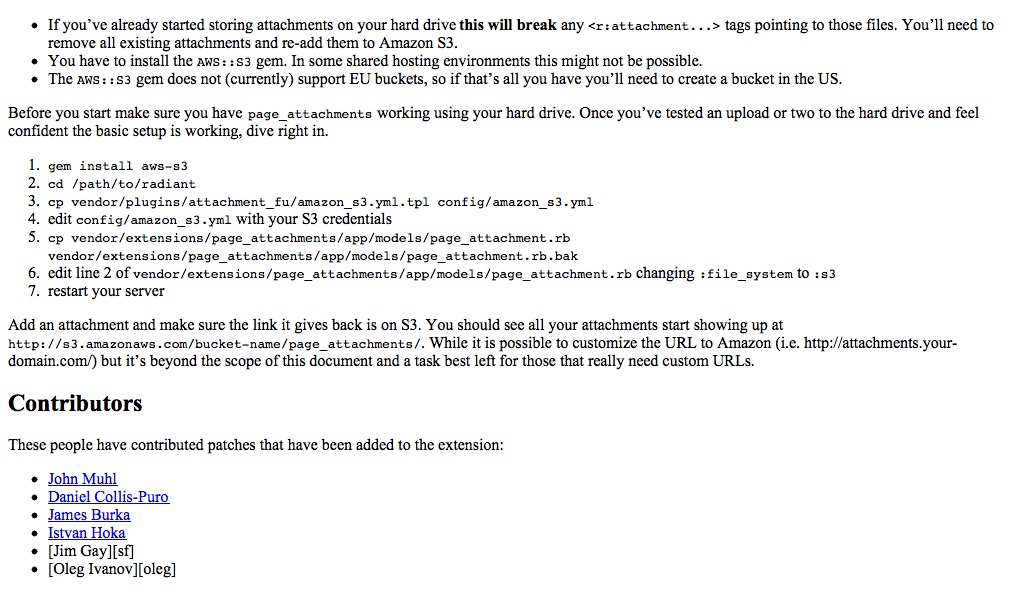 • If you’ve already started storing attachments on your hard drive this will break any <r:attachment...> tags pointing to those files. You’ll need to
remove all existing attachments and re-add them to Amazon S3.
• You have to install the AWS::S3 gem. In some shared hosting environments this might not be possible.
• The AWS::S3 gem does not (currently) support EU buckets, so if that’s all you have you’ll need to create a bucket in the US.
Before you start make sure you have page_attachments working using your hard drive. Once you’ve tested an upload or two to the hard drive and feel
confident the basic setup is working, dive right in.
1. gem install aws-s3
2. cd /path/to/radiant
3. cp vendor/plugins/attachment_fu/amazon_s3.yml.tpl config/amazon_s3.yml
4. edit config/amazon_s3.yml with your S3 credentials
5. cp vendor/extensions/page_attachments/app/models/page_attachment.rb
vendor/extensions/page_attachments/app/models/page_attachment.rb.bak
6. edit line 2 of vendor/extensions/page_attachments/app/models/page_attachment.rb changing :file_system to :s3
7. restart your server
Add an attachment and make sure the link it gives back is on S3. You should see all your attachments start showing up at
http://s3.amazonaws.com/bucket-name/page_attachments/. While it is possible to customize the URL to Amazon (i.e. http://attachments.your-
domain.com/) but it’s beyond the scope of this document and a task best left for those that really need custom URLs.
Contributors
These people have contributed patches that have been added to the extension:
• John Muhl
• Daniel Collis-Puro
• James Burka
• Istvan Hoka
• [Jim Gay][sf]
• [Oleg Ivanov][oleg]